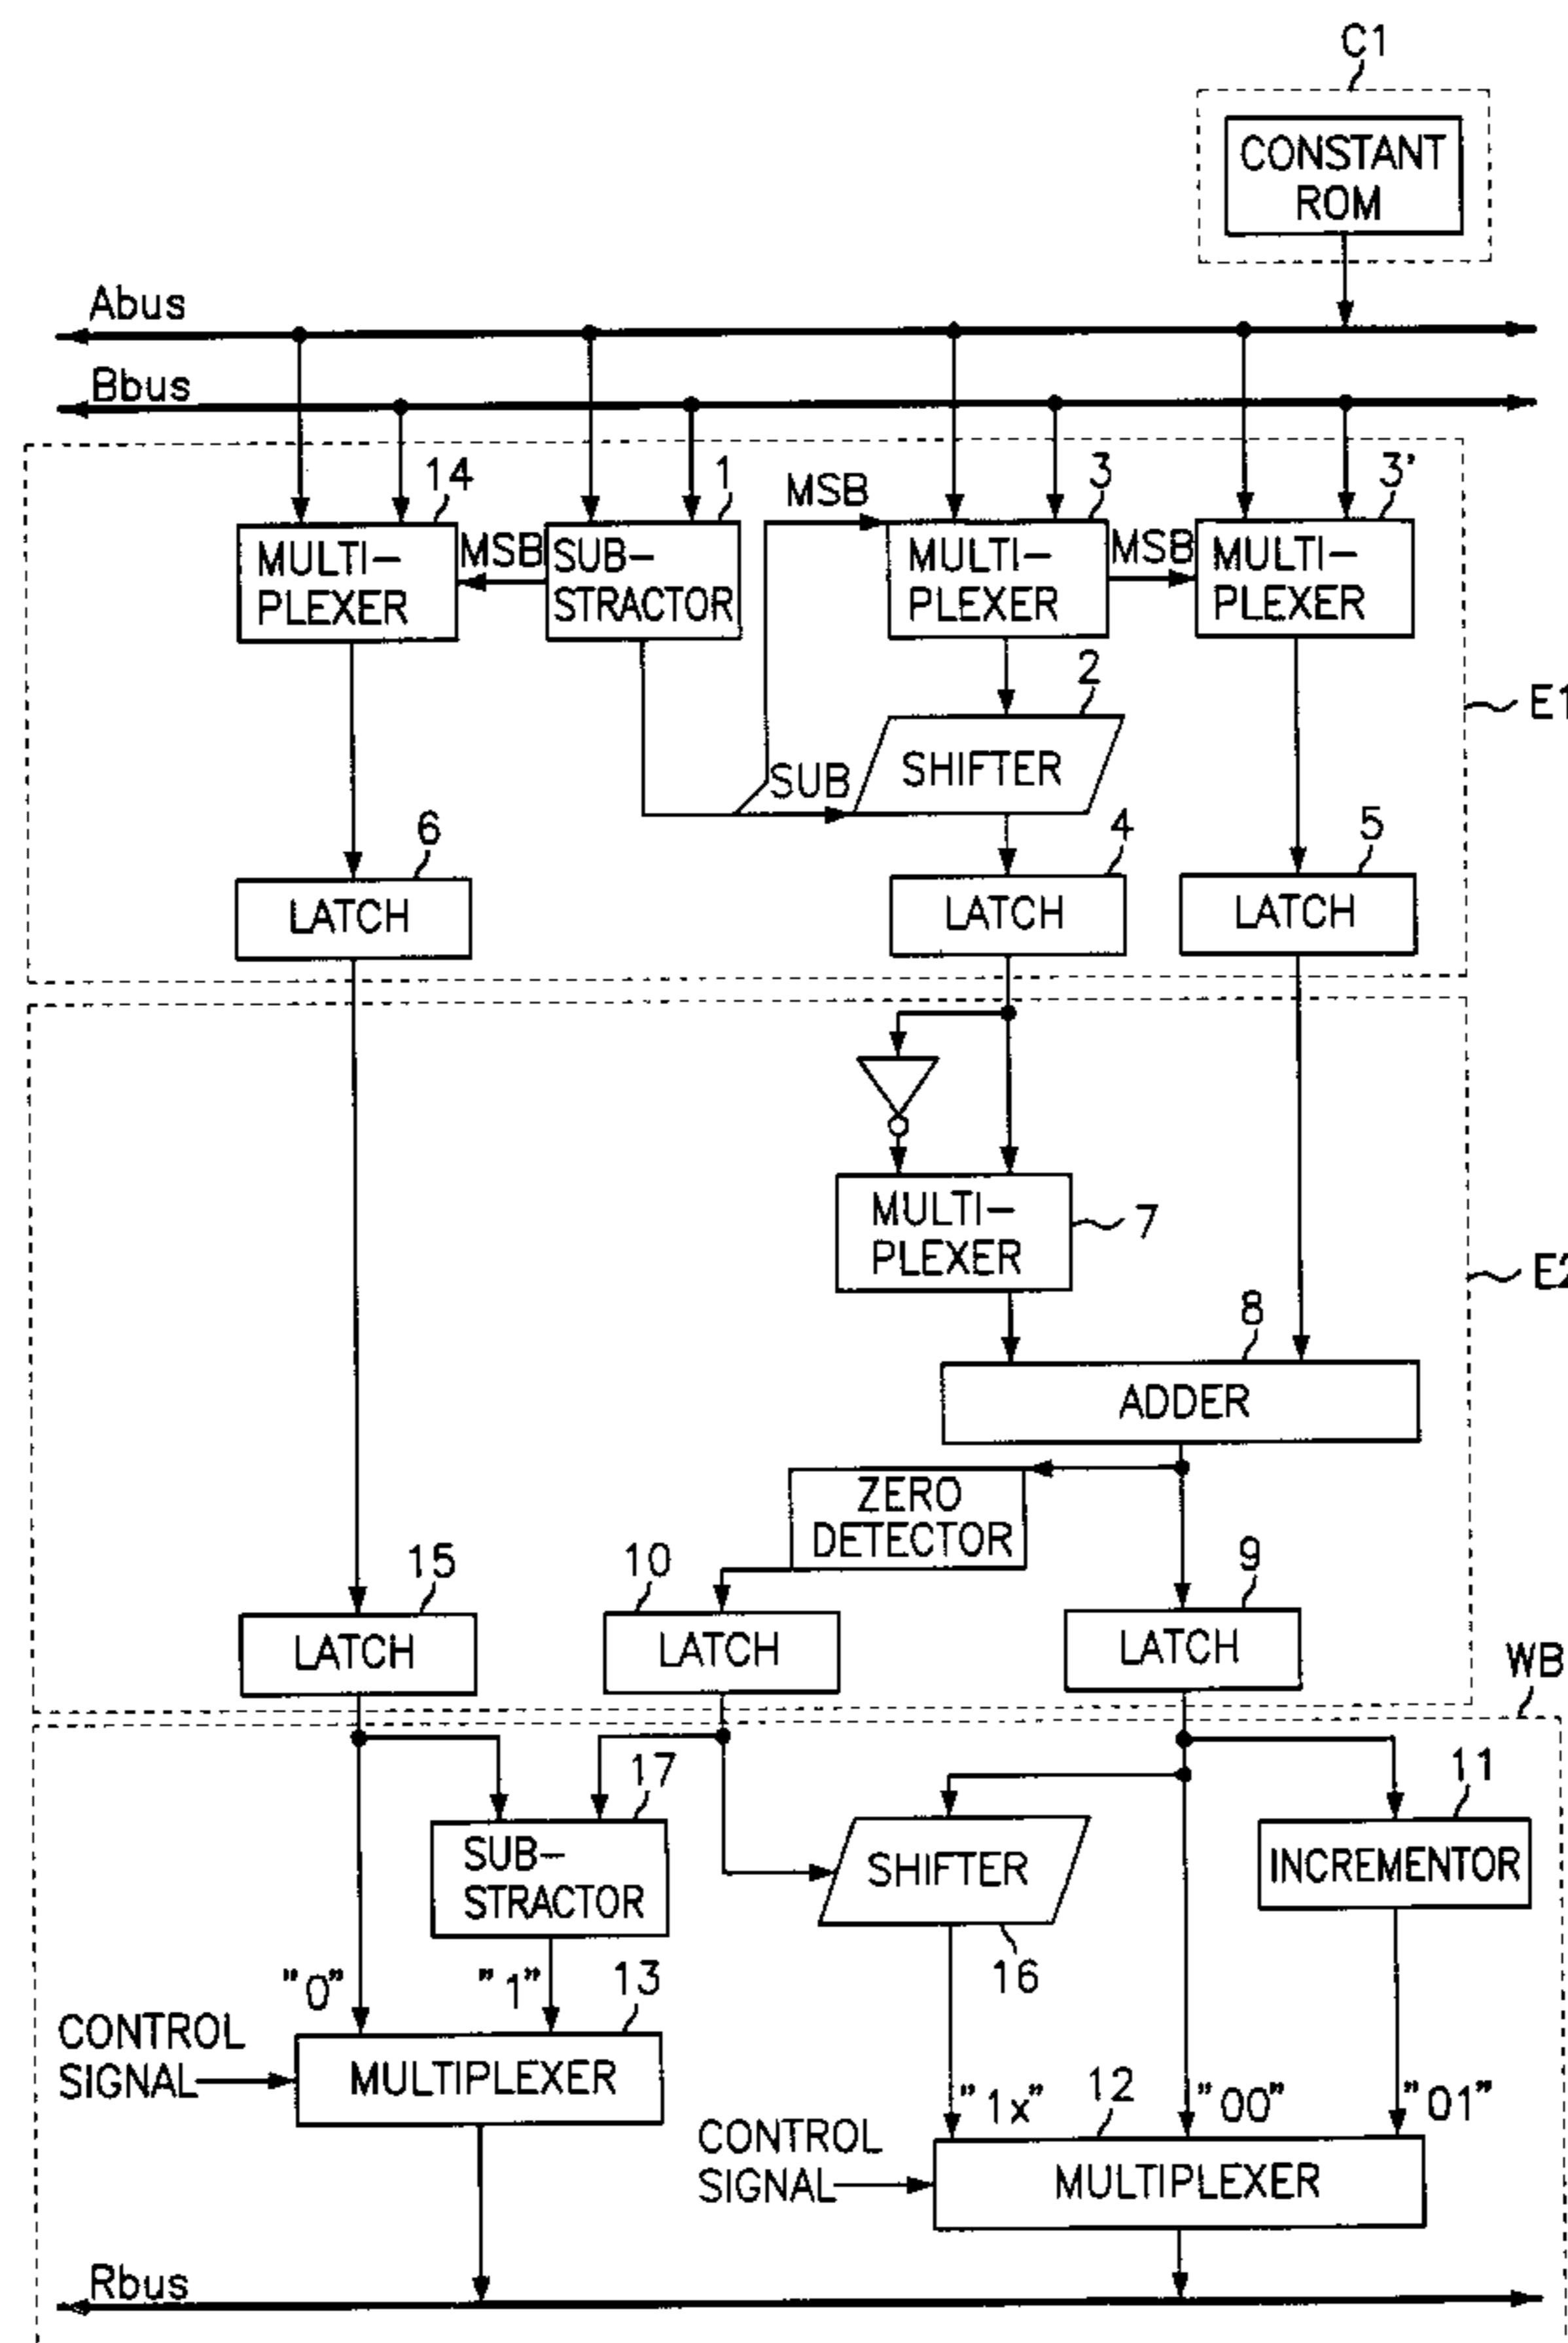 C1
CONSTANT
ROM
Abus
Bbus
14
1
MSB
3
3'
MULTI-
PLEXER
MSB
SUB-
STRACTOR
MULTI-
PLEXER
MSB
MULTI-
PLEXER
2
E1
SUB
SHIFTER
6
4
5
LATCH
LATCH
LATCH
MULTI-
PLEXER
7
E2
8
ADDER
ZERO
DETECTOR
15
10
9
LATCH
LATCH
LATCH
WB
17
11
SUB-
STRACTOR
SHIFTER
INCREMENTOR
16
"0"
"1"
13
CONTROL
SIGNAL
MULTIPLEXER
"1x"
12
"00"
"01"
CONTROL
SIGNAL
MULTIPLEXER
Rbus